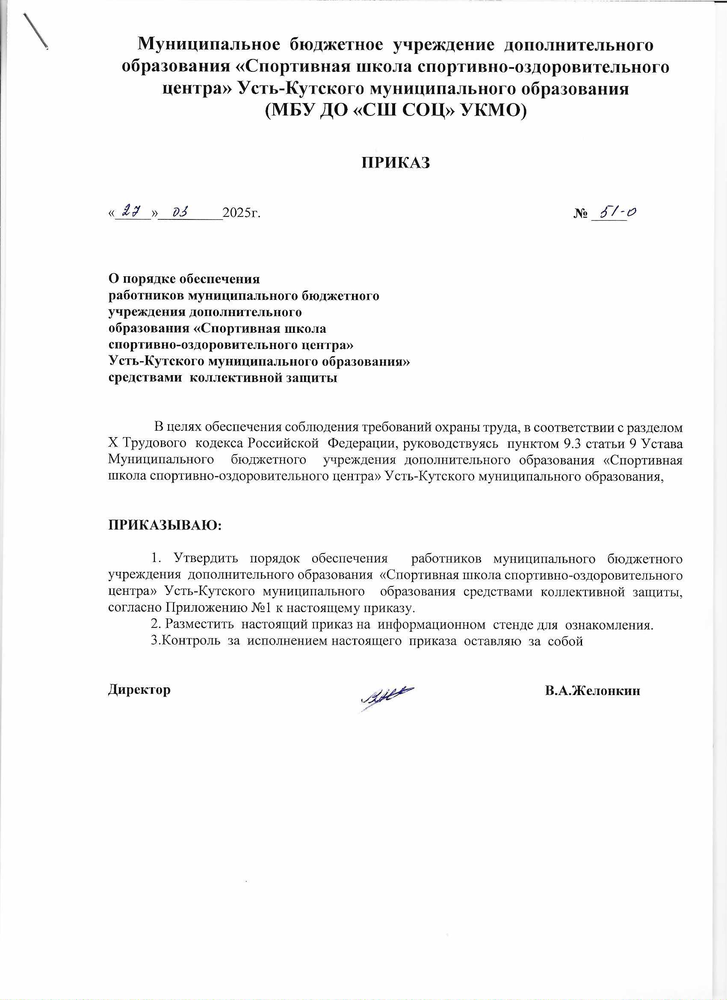 Муниципальное бюджетное учреждение дополнительного
образования «Спортивная школа спортивно-оздоровительного
центра» Усть-Кутского муниципального образования
(МБУ ДО «СШ СОЦ» УКМО)
ПРИКАЗ
«27» 03 2025г. № 51-0
О порядке обеспечения
работников муниципального бюджетного
учреждения дополнительного
образования «Спортивная школа
спортивно-оздоровительного центра»
Усть-Кутского муниципального образования»
средствами коллективной защиты
В целях обеспечения соблюдения требований охраны труда, в соответствии с разделом
X Трудового кодекса Российской Федерации, руководствуясь пунктом 9.3 статьи 9 Устава
Муниципального бюджетного учреждения дополнительного образования «Спортивная
школа спортивно-оздоровительного центра» Усть-Кутского муниципального образования,
ПРИКАЗЫВАЮ:
1. Утвердить порядок обеспечения работников муниципального бюджетного
учреждения дополнительного образования «Спортивная школа спортивно-оздоровительного
центра» Усть-Кутского муниципального образования средствами коллективной защиты,
согласно Приложению №1 к настоящему приказу.
2. Разместить настоящий приказ на информационном стенде для ознакомления.
3.Контроль за исполнением настоящего приказа оставляю за собой
Директор В.А.Желонкин